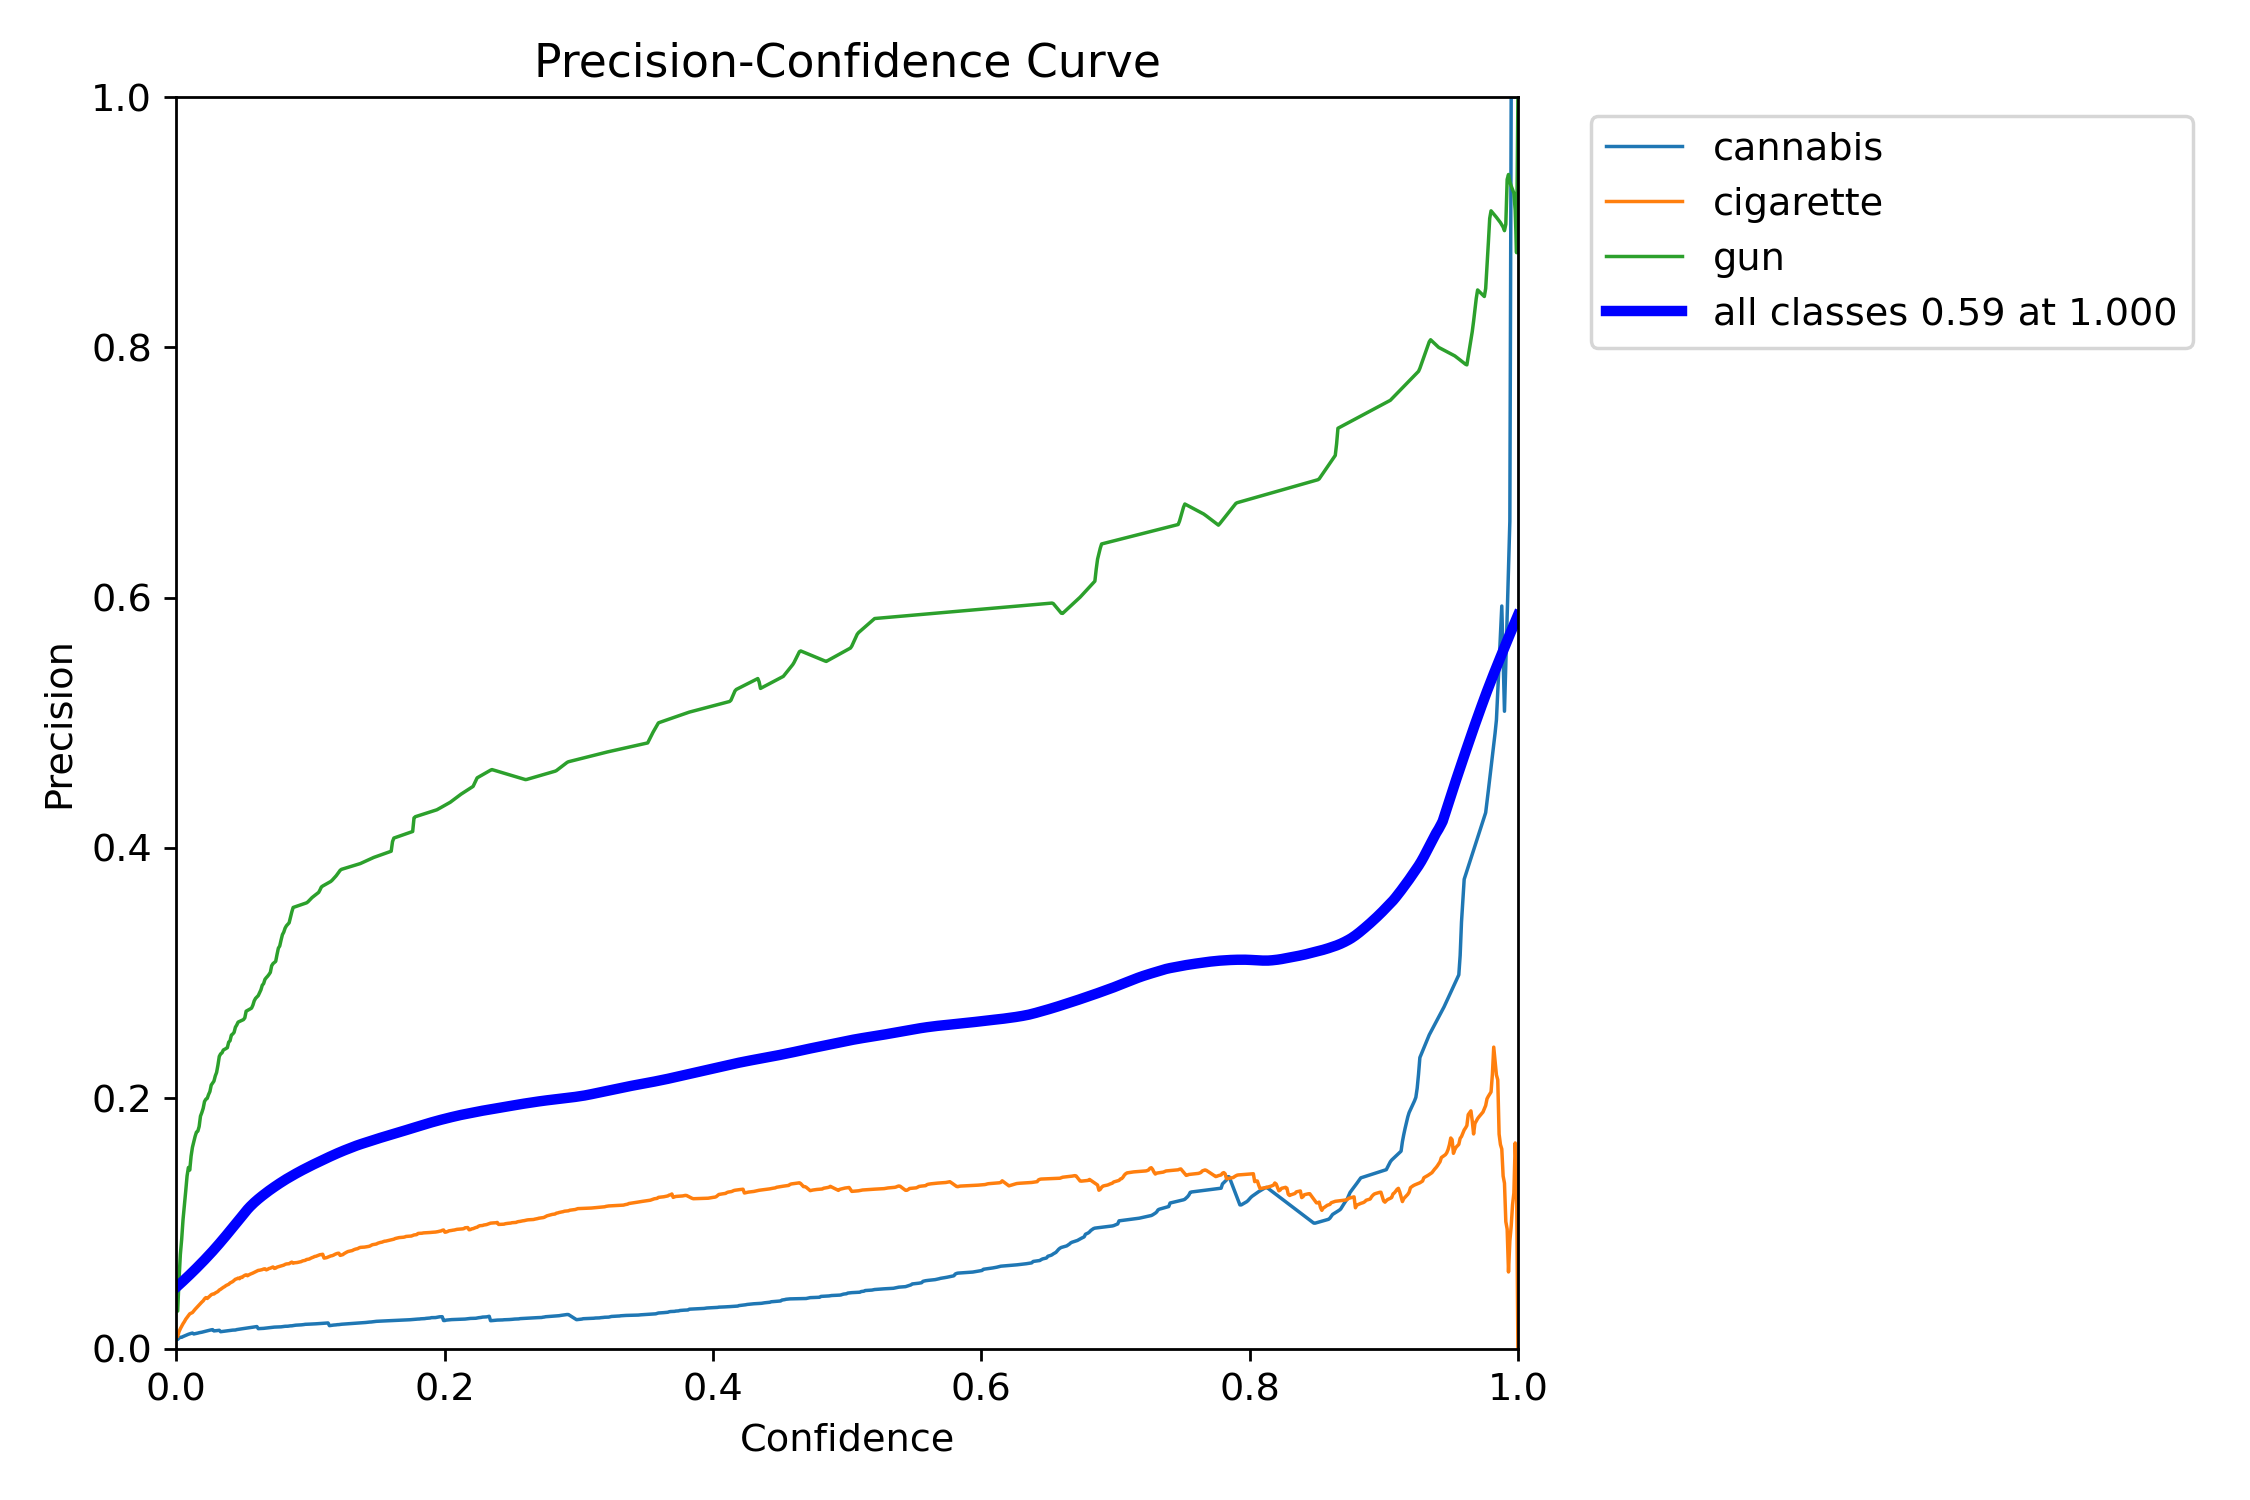 Precision-Confidence Curve
1.0
0.8
0.6
0.4
0.2
0.0
Precision
0.0 0.2 0.4 0.6 0.8 1.0
Confidence
cannabis
cigarette
gun
all classes 0.59 at 1.000